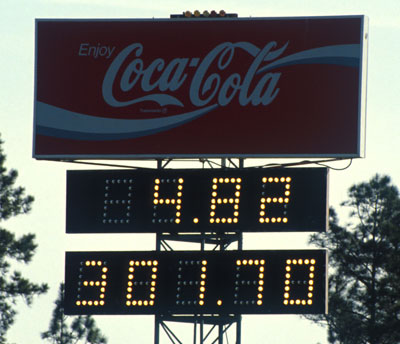 Enjoy
Coca-Cola
4.82
301.70